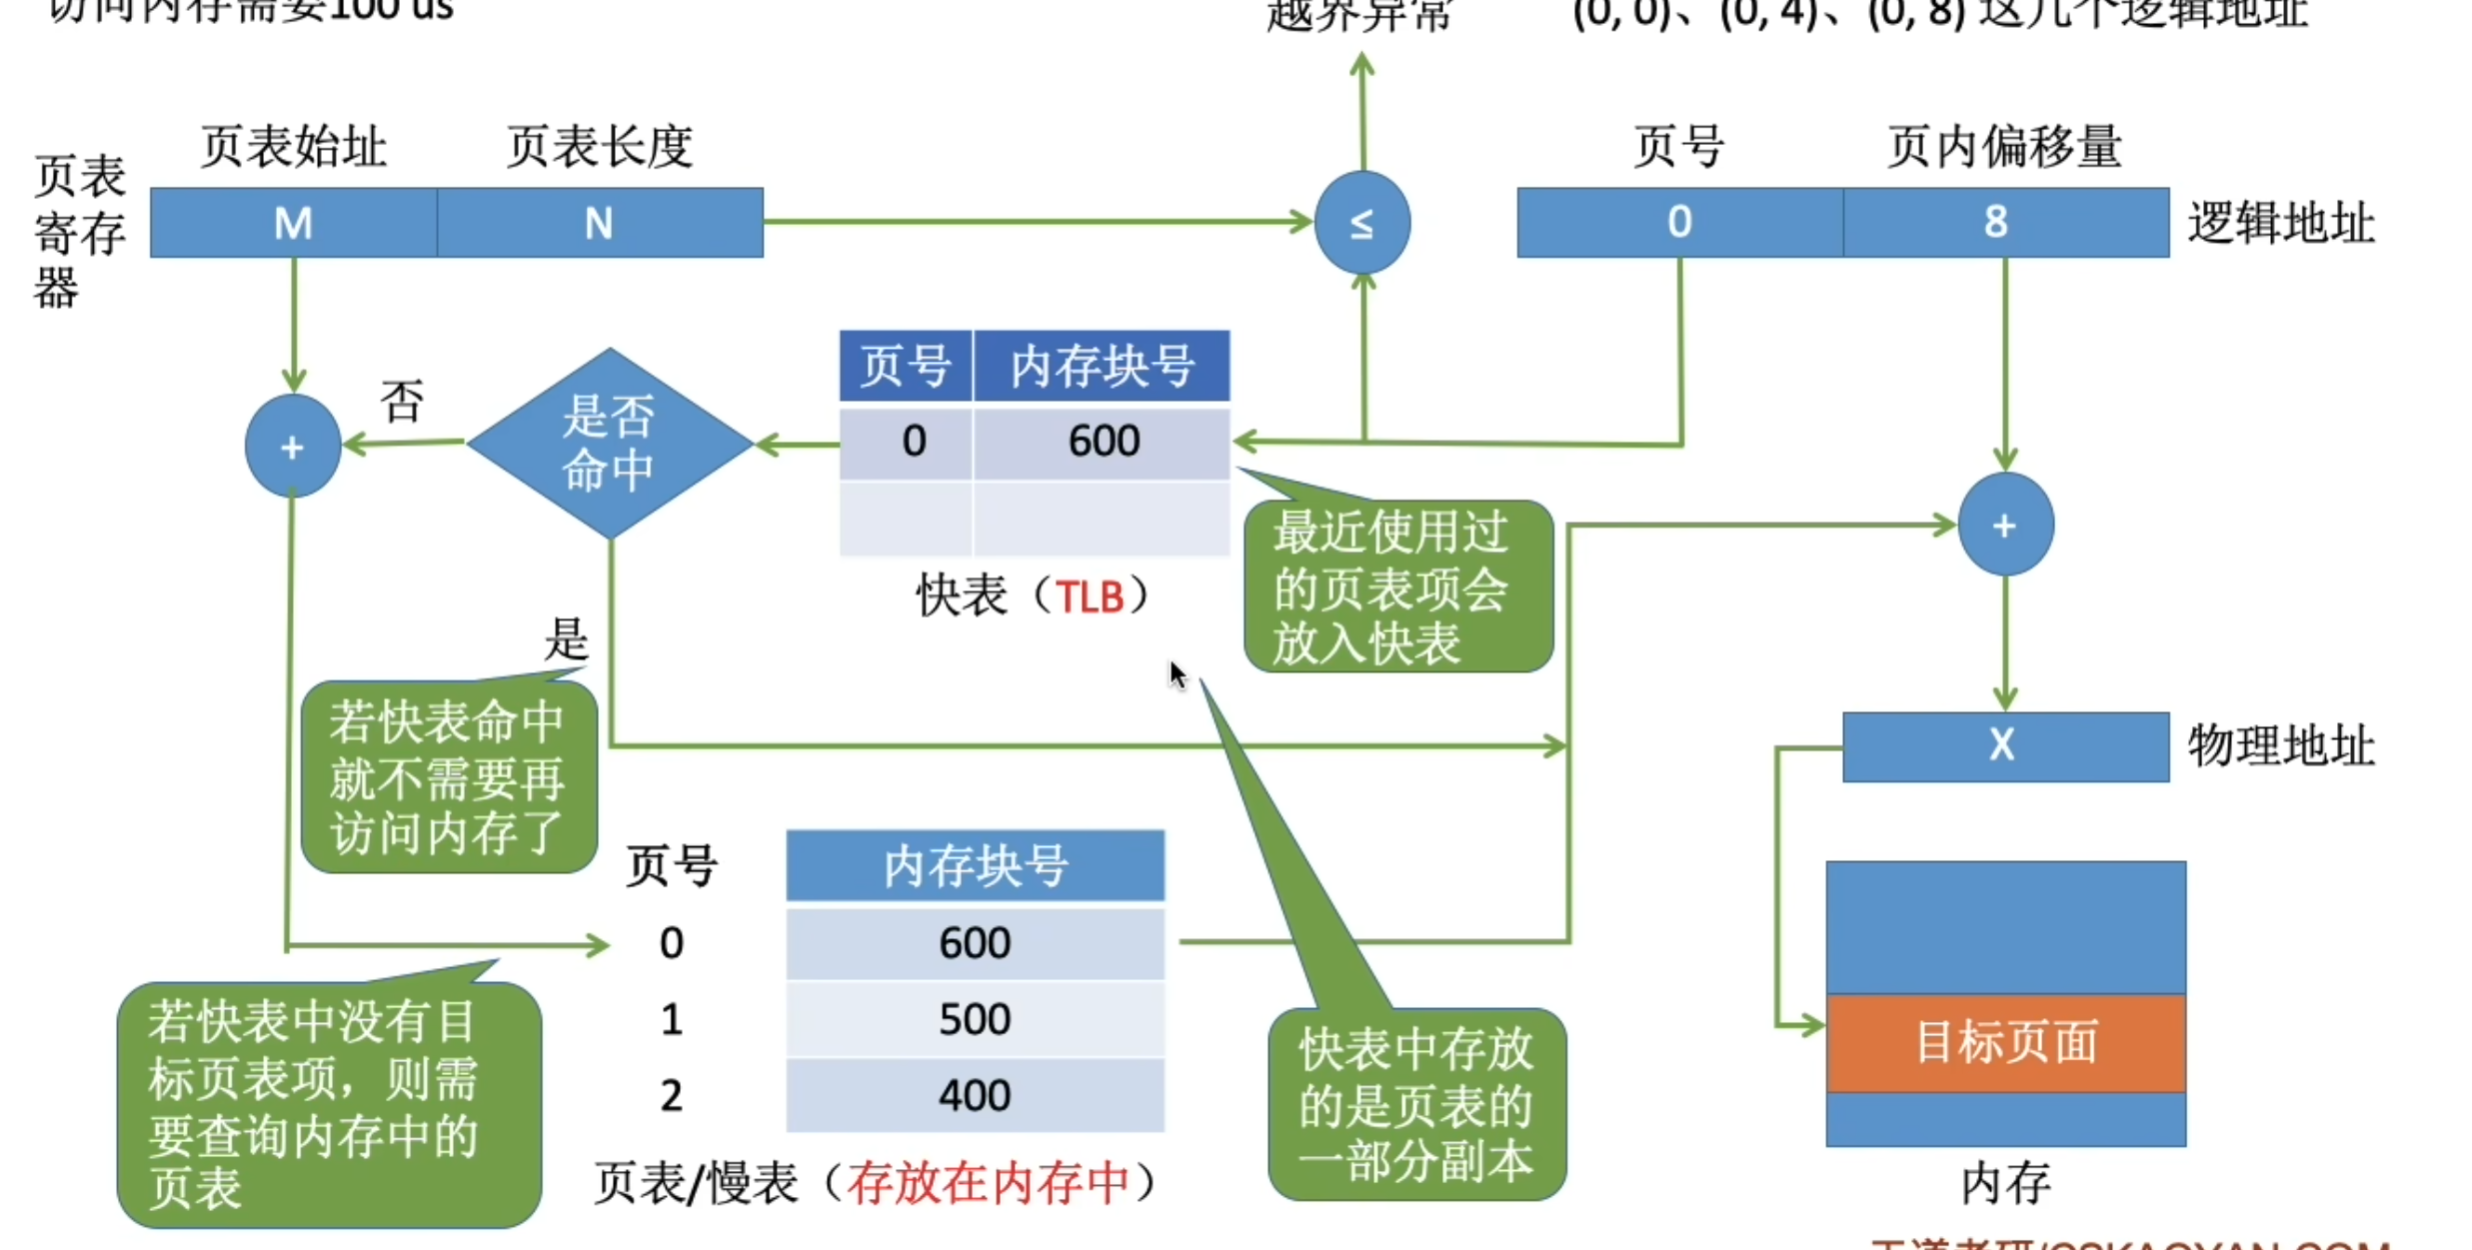 访问内存需要100 us
越界异常
(0, 0)、(0, 4)、(0, 8) 这几个逻辑地址
页表始址 页表长度
页表
寄存
器
M N
≤
页号 页内偏移量
0 8
逻辑地址
页号 内存块号
0 600
快表（TLB）
是否
命中
否
+
是
最近使用过
的页表项会
放入快表
+
若快表命中
就不需要再
访问内存了
X
物理地址
页号 内存块号
0 600
1 500
2 400
页表/慢表（存放在内存中）
若快表中没有目
标页表项，则需
要查询内存中的
页表
快表中存放
的是页表的
一部分副本
目标页面
内存
王道考研/CSKAOYAN.COM